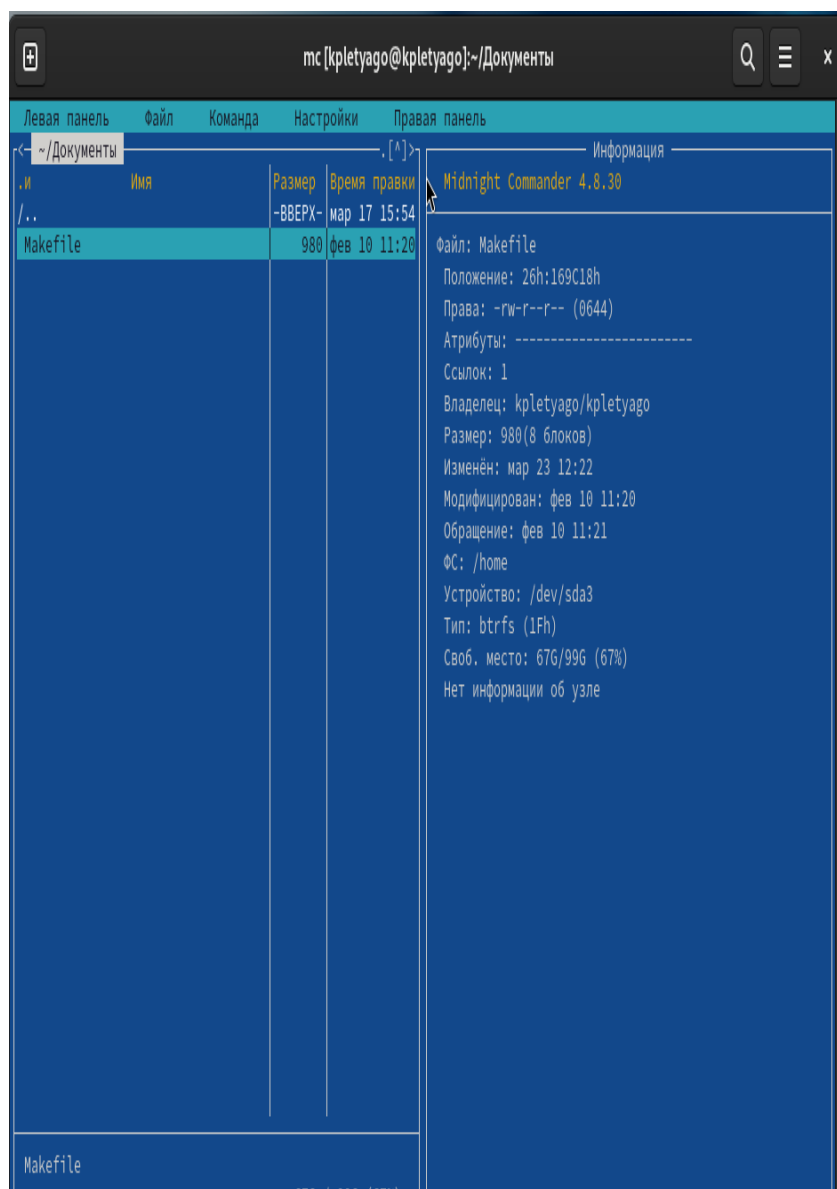 mc [kpletyago@kpletyago]:~/Документы
Левая панель Файл Команда Настройки Правая панель
<- ~/Документы .[^]>
.и Имя Размер Время правки
/.. -ВВЕРХ- мар 17 15:54
Makefile 980 фев 10 11:20
Makefile
Информация
Midnight Commander 4.8.30
Файл: Makefile
Положение: 26h:169C18h
Права: -rw-r--r-- (0644)
Атрибуты: -------------------------
Ссылок: 1
Владелец: kpletyago/kpletyago
Размер: 980(8 блоков)
Изменён: мар 23 12:22
Модифицирован: фев 10 11:20
Обращение: фев 10 11:21
ФС: /home
Устройство: /dev/sda3
Тип: btrfs (1Fh)
Своб. место: 67G/99G (67%)
Нет информации об узле